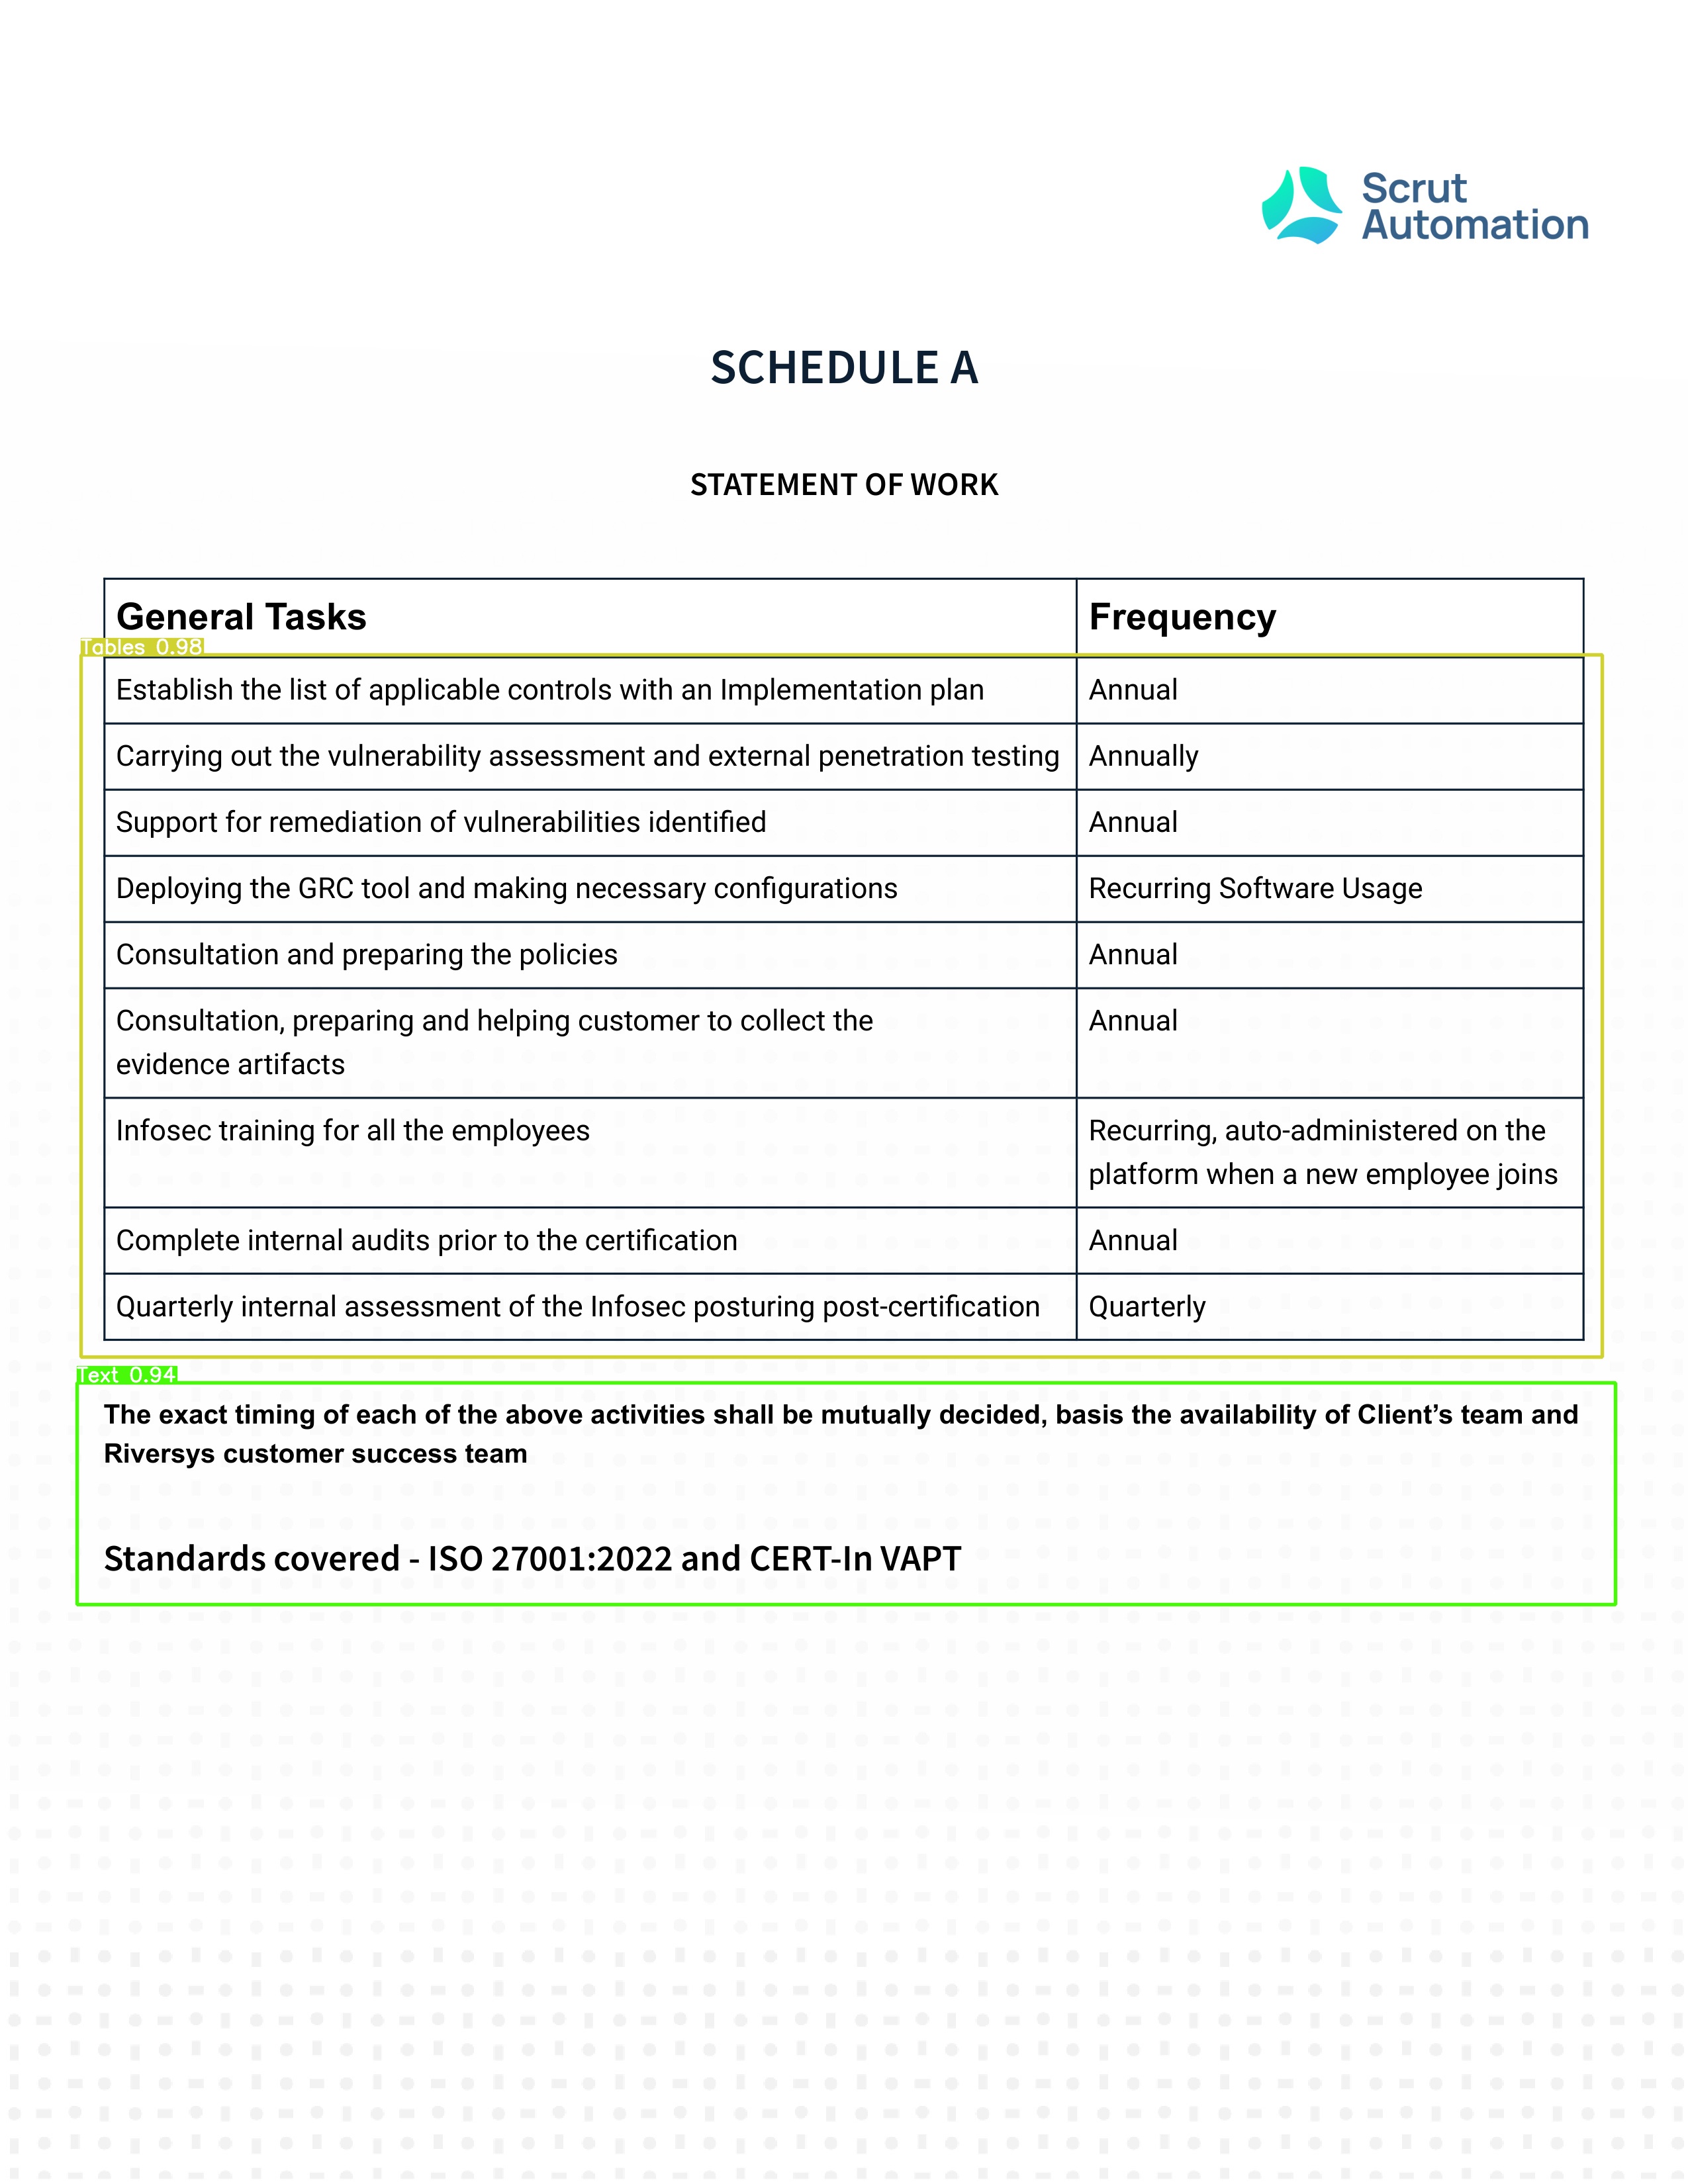 Scrut
Automation
SCHEDULE A
STATEMENT OF WORK
General Tasks Frequency
Tables 0.98
Establish the list of applicable controls with an Implementation plan Annual
Carrying out the vulnerability assessment and external penetration testing Annually
Support for remediation of vulnerabilities identified Annual
Deploying the GRC tool and making necessary configurations Recurring Software Usage
Consultation and preparing the policies Annual
Consultation, preparing and helping customer to collect the Annual
evidence artifacts
Infosec training for all the employees Recurring, auto-administered on the
platform when a new employee joins
Complete internal audits prior to the certification Annual
Quarterly internal assessment of the Infosec posturing post-certification Quarterly
Text 0.94
The exact timing of each of the above activities shall be mutually decided, basis the availability of Client’s team and
Riversys customer success team
Standards covered - ISO 27001:2022 and CERT-In VAPT